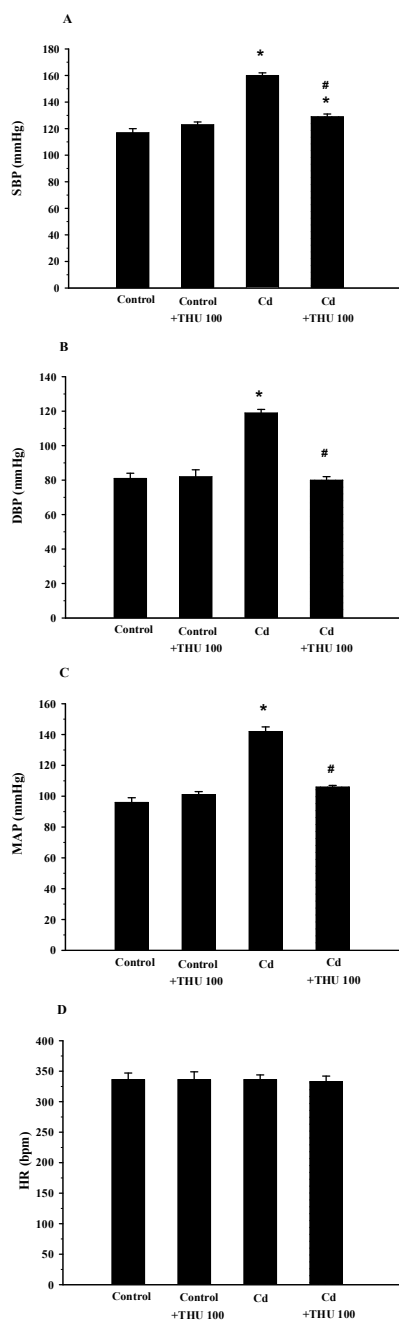 A
180
160
140
120
100
80
60
40
20
0
SBP (mmHg)
*
#
*
Control
Control
+THU 100
Cd
Cd
+THU 100
B
140
120
100
80
60
40
20
0
DBP (mmHg)
*
#
Control
Control
+THU 100
Cd
Cd
+THU 100
C
160
140
120
100
80
60
40
20
0
MAP (mmHg)
*
#
Control
Control
+THU 100
Cd
Cd
+THU 100
D
400
350
300
250
200
150
100
50
0
HR (bpm)
Control
Control
+THU 100
Cd
Cd
+THU 100